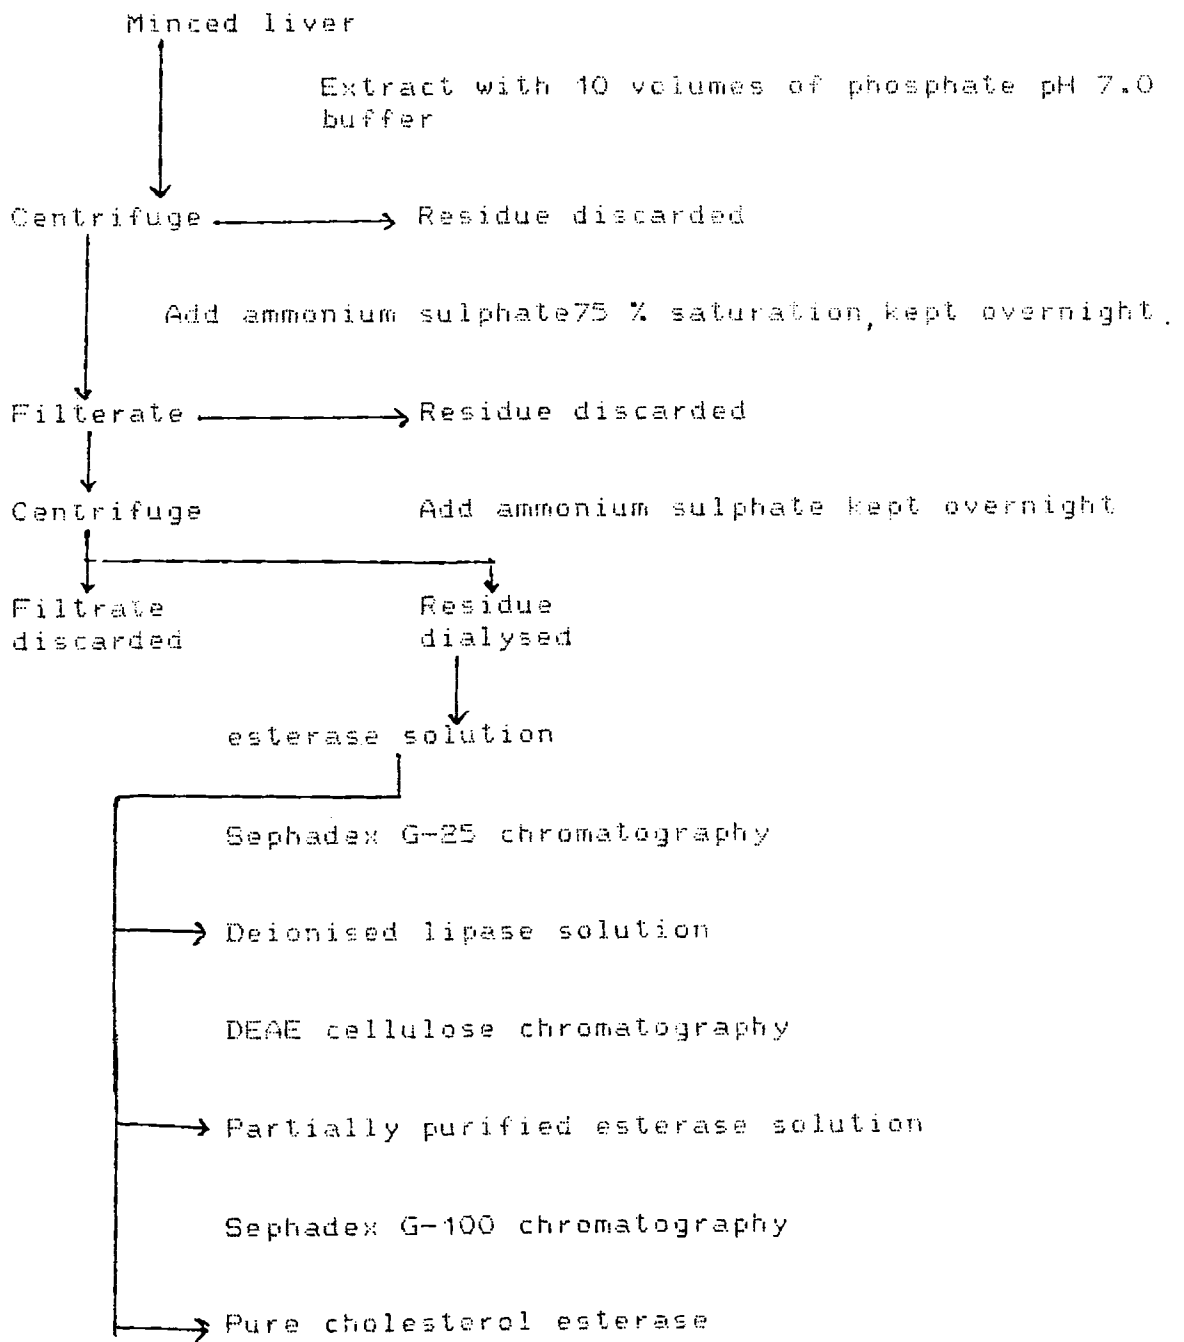 Minced liver
Extract with 10 volumes of phosphate pH 7.0
buffer
Centrifuge
Residue discarded
Add ammonium sulphate75 % saturation, kept overnight.
Filterate
Residue discarded
Centrifuge
Add ammonium sulphate kept overnight
Filtrate
discarded
Residue
dialysed
esterase solution
Sephadex G-25 chromatography
Deionised lipase solution
DEAE cellulose chromatography
Partially purified esterase solution
Sephadex G-100 chromatography
Pure cholesterol esterase